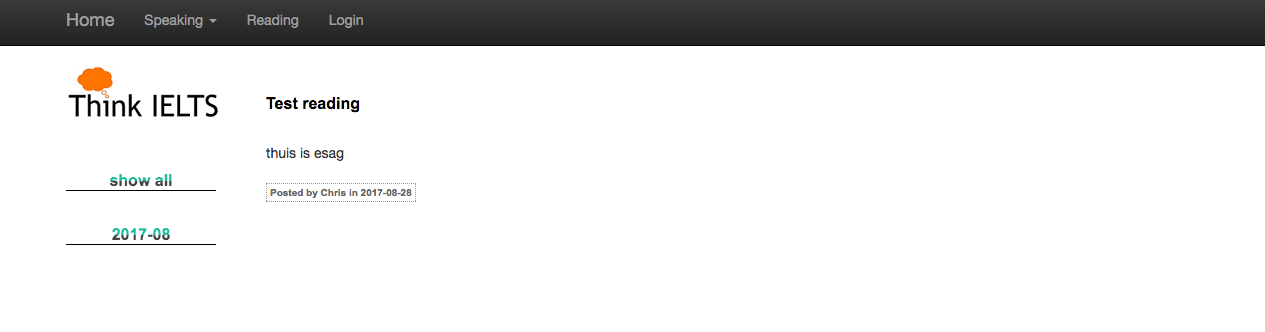 Home Speaking Reading Login
Think IELTS
Test reading
thuis is esag
Posted by Chris in 2017-08-28
show all
2017-08